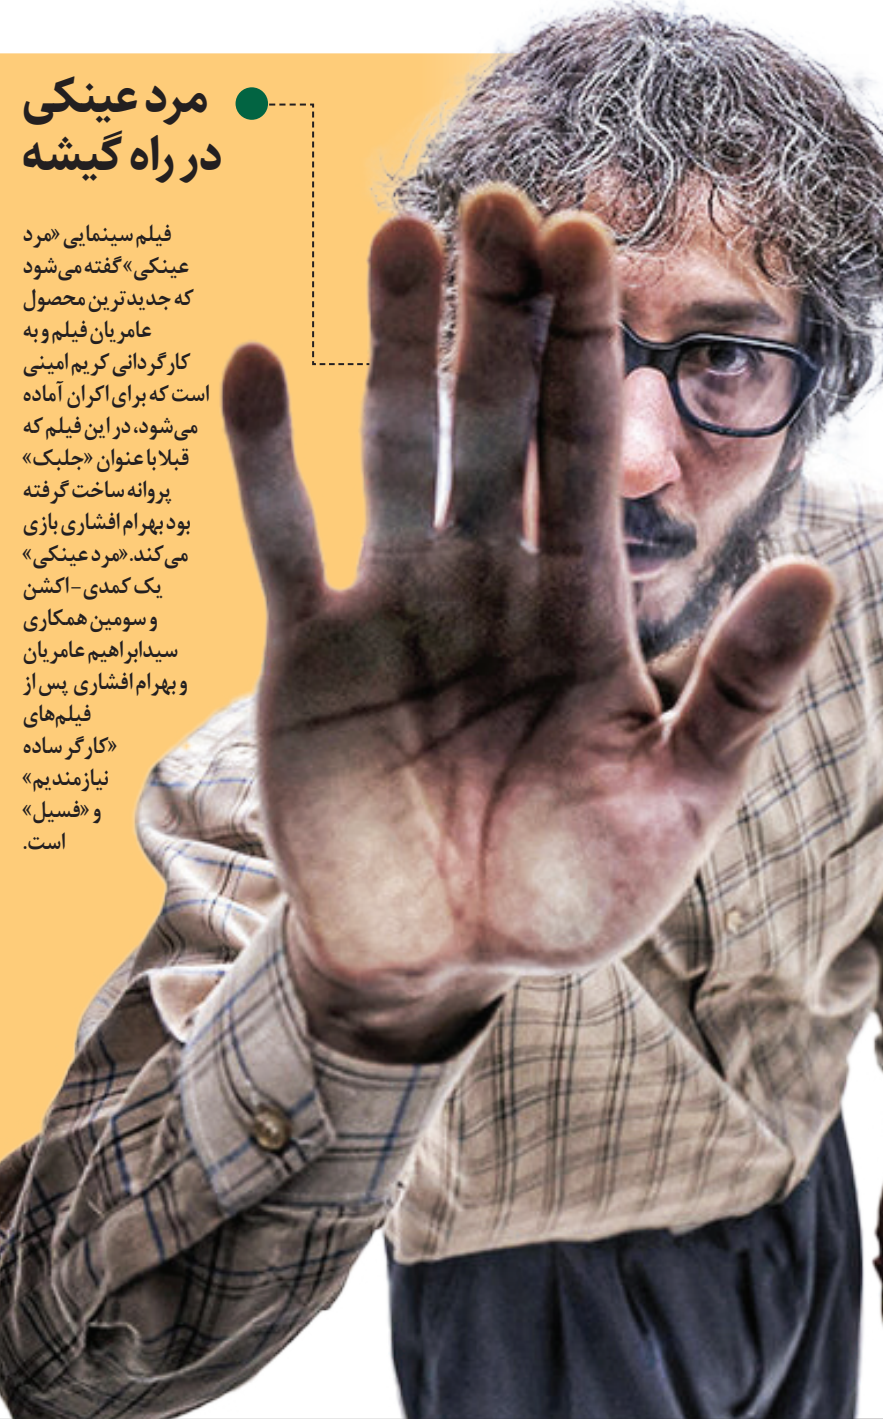 مرد عینکی
در راه گیشه
فیلم سینمایی «مرد
عینکی» گفته می‌شود
که جدیدترین محصول
عامریان فیلم و به
کارگردانی کریم امینی
است که برای اکران آماده
می‌شود، در این فیلم که
قبلا با عنوان «جلبک»
پروانه ساخت گرفته
بود بهرام افشاری بازی
می‌کند. «مرد عینکی»
یک کمدی-اکشن
و سومین همکاری
سیدابراهیم عامریان
و بهرام افشاری پس از
فیلم‌های
«کارگر ساده
نیازمندیم»
و «فسیل»
است.